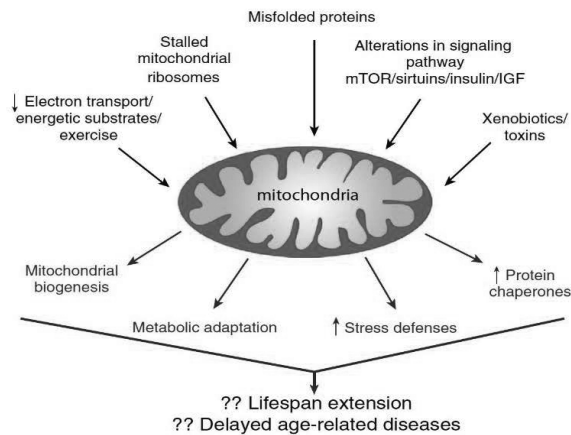 Misfolded proteins
Stalled
mitochondrial
ribosomes
Alterations in signaling
pathway
mTOR/sirtuins/insulin/IGF
↓ Electron transport/
energetic substrates/
exercise
Xenobiotics/
toxins
mitochondria
Mitochondrial
biogenesis
Metabolic adaptation
↑ Stress defenses
↑ Protein
chaperones
?? Lifespan extension
?? Delayed age-related diseases